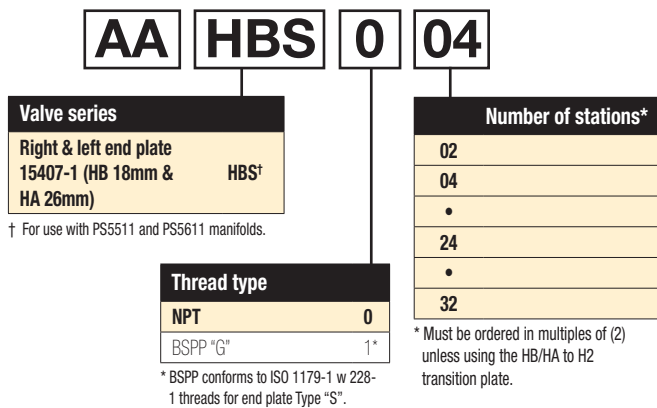 AA HBS 0 04
Valve series
Right & left end plate
15407-1 (HB 18mm & HBS†
HA 26mm)
† For use with PS5511 and PS5611 manifolds.
Thread type
NPT 0
BSPP “G” 1*
* BSPP conforms to ISO 1179-1 w 228-
1 threads for end plate Type “S”.
Number of stations*
02
04
•
24
•
32
* Must be ordered in multiples of (2)
unless using the HB/HA to H2
transition plate.